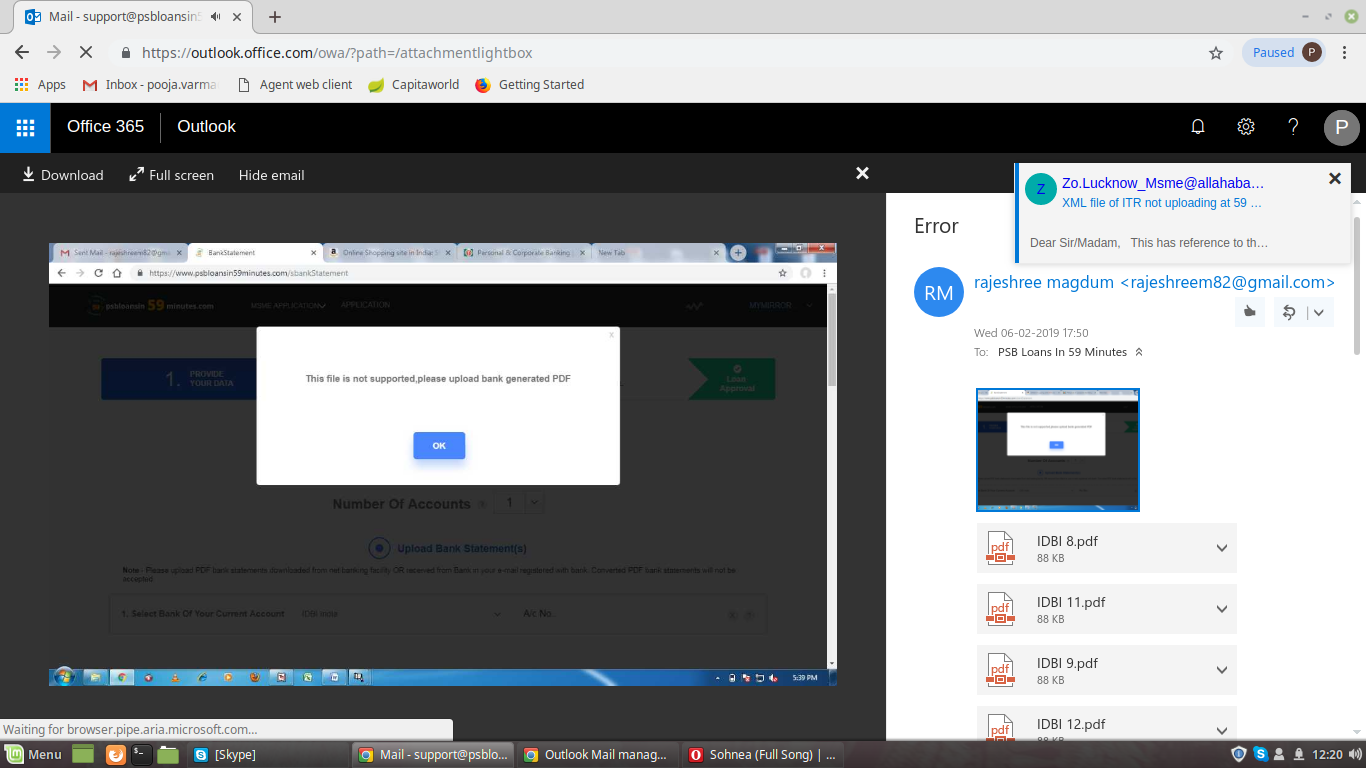 Mail - support@psbloansin5
https://outlook.office.com/owa/?path=/attachmentlightbox
Paused P
Apps Inbox - pooja.varma Agent web client Capitaworld Getting Started
Office 365 Outlook
P
Download Full screen Hide email
Z
Zo.Lucknow_Msme@allahaba…
XML file of ITR not uploading at 59 …
Dear Sir/Madam, This has reference to th…
Error
RM
rajeshree magdum <rajeshreem82@gmail.com>
Wed 06-02-2019 17:50
To: PSB Loans In 59 Minutes
Sent Mail - rajeshreem82@gma BankStatement Online Shopping site in India: S Personal & Corporate Banking New Tab
https://www.psbloansin59minutes.com/sbankStatement
psbloansin 59 minutes.com MSME APPLICATION APPLICATION MYMIRROR
1. PROVIDE
YOUR DATA
Loan
Approval
x
This file is not supported,please upload bank generated PDF
OK
Number Of Accounts 1
Upload Bank Statement(s)
Note:- Please upload PDF bank statements downloaded from net banking facility OR received from Bank in your e-mail registered with bank. Converted PDF bank statements will not be
accepted.
1. Select Bank Of Your Current Account IDBI, India A/c No.
5:39 PM
pdf
IDBI 8.pdf
88 KB
pdf
IDBI 11.pdf
88 KB
pdf
IDBI 9.pdf
88 KB
pdf
IDBI 12.pdf
Waiting for browser.pipe.aria.microsoft.com…
Menu [Skype] Mail - support@psblo... Outlook Mail manag... Sohnea (Full Song) | ... 12:20